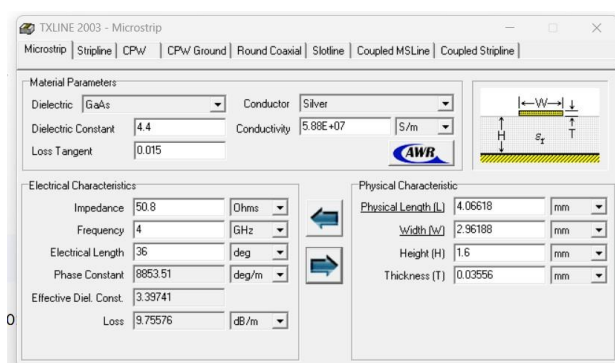 TXLINE 2003 - Microstrip
Microstrip Stripline CPW CPW Ground Round Coaxial Slotline Coupled MSLine Coupled Stripline
Material Parameters
Dielectric GaAs Conductor Silver
Dielectric Constant 4.4 Conductivity 5.88E+07 S/m
Loss Tangent 0.015 AWR
W
H εr T
Electrical Characteristics
Impedance 50.8 Ohms
Frequency 4 GHz
Electrical Length 36 deg
Phase Constant 8853.51 deg/m
Effective Diel. Const. 3.39741
Loss 9.75576 dB/m
Physical Characteristic
Physical Length (L) 4.06618 mm
Width (W) 2.96188 mm
Height (H) 1.6 mm
Thickness (T) 0.03556 mm
0